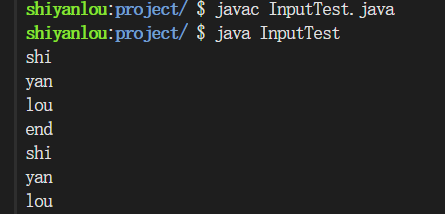 shiyanlou:project/ $ javac InputTest.java
shiyanlou:project/ $ java InputTest
shi
yan
lou
end
shi
yan
lou